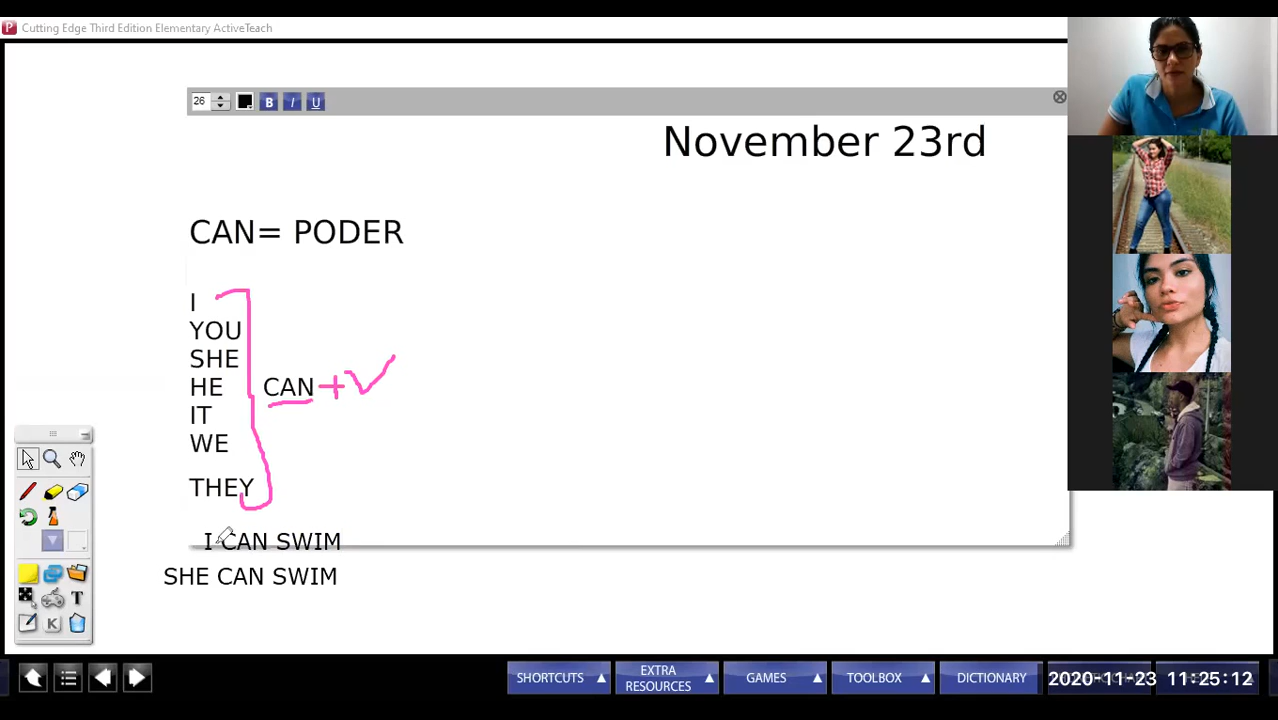 Cutting Edge Third Edition Elementary ActiveTeach
26 B I U
November 23rd
CAN= PODER
I
YOU
SHE
HE
CAN + V
IT
WE
THEY
I CAN SWIM
SHE CAN SWIM
T
K
SHORTCUTS
EXTRA
RESOURCES
GAMES
TOOLBOX
DICTIONARY
2020-11-23 11:25:12